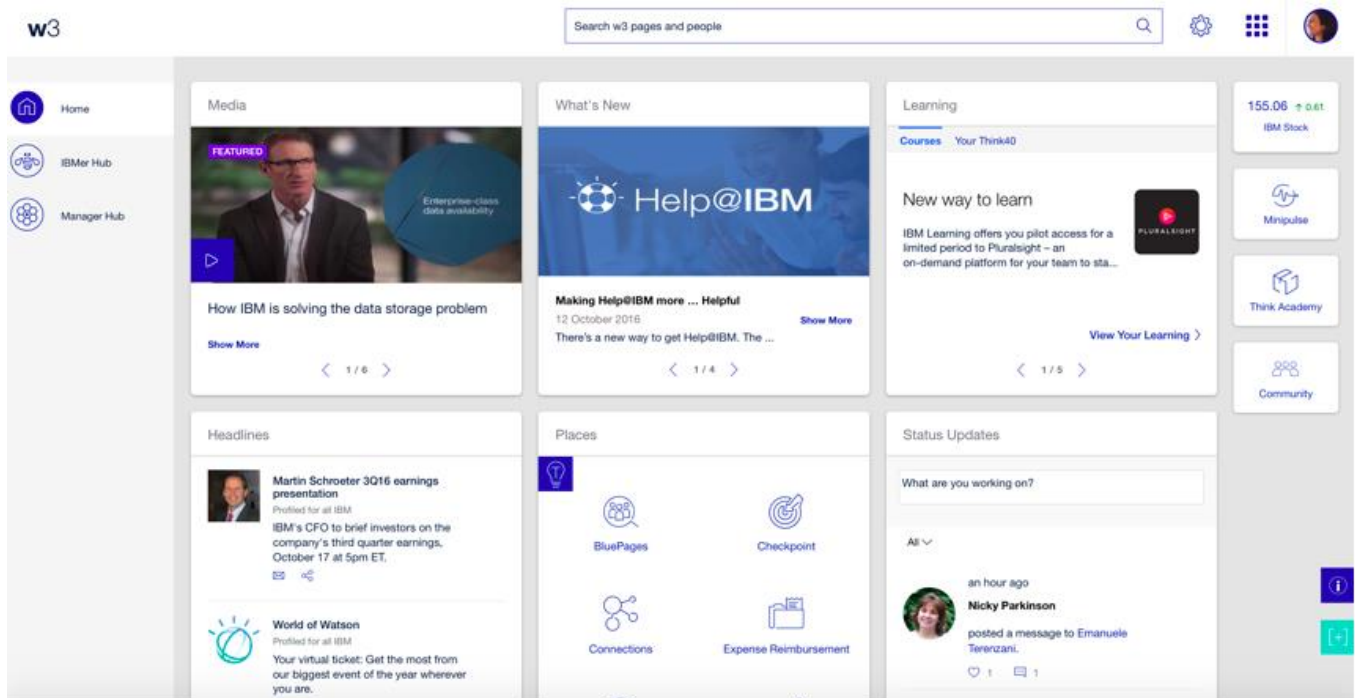 w3
Search w3 pages and people
Home
IBMer Hub
Manager Hub
Media
FEATURED
Enterprise-class
data availability
How IBM is solving the data storage problem
Show More
1 / 6
What's New
Help@IBM
Making Help@IBM more ... Helpful
12 October 2016
Show More
There's a new way to get Help@IBM. The ...
1 / 4
Learning
Courses Your Think40
New way to learn
PLURALSIGHT
IBM Learning offers you pilot access for a
limited period to Pluralsight – an
on-demand platform for your team to sta...
View Your Learning
1 / 5
155.06 ↑ 0.61
IBM Stock
Minipulse
Think Academy
Community
Headlines
Martin Schroeter 3Q16 earnings
presentation
Profiled for all IBM
IBM's CFO to brief investors on the
company's third quarter earnings,
October 17 at 5pm ET.
World of Watson
Profiled for all IBM
Your virtual ticket: Get the most from
our biggest event of the year wherever
you are.
Places
BluePages
Checkpoint
Connections
Expense Reimbursement
Status Updates
What are you working on?
All
an hour ago
Nicky Parkinson
posted a message to Emanuele
Terenzani.
1 1